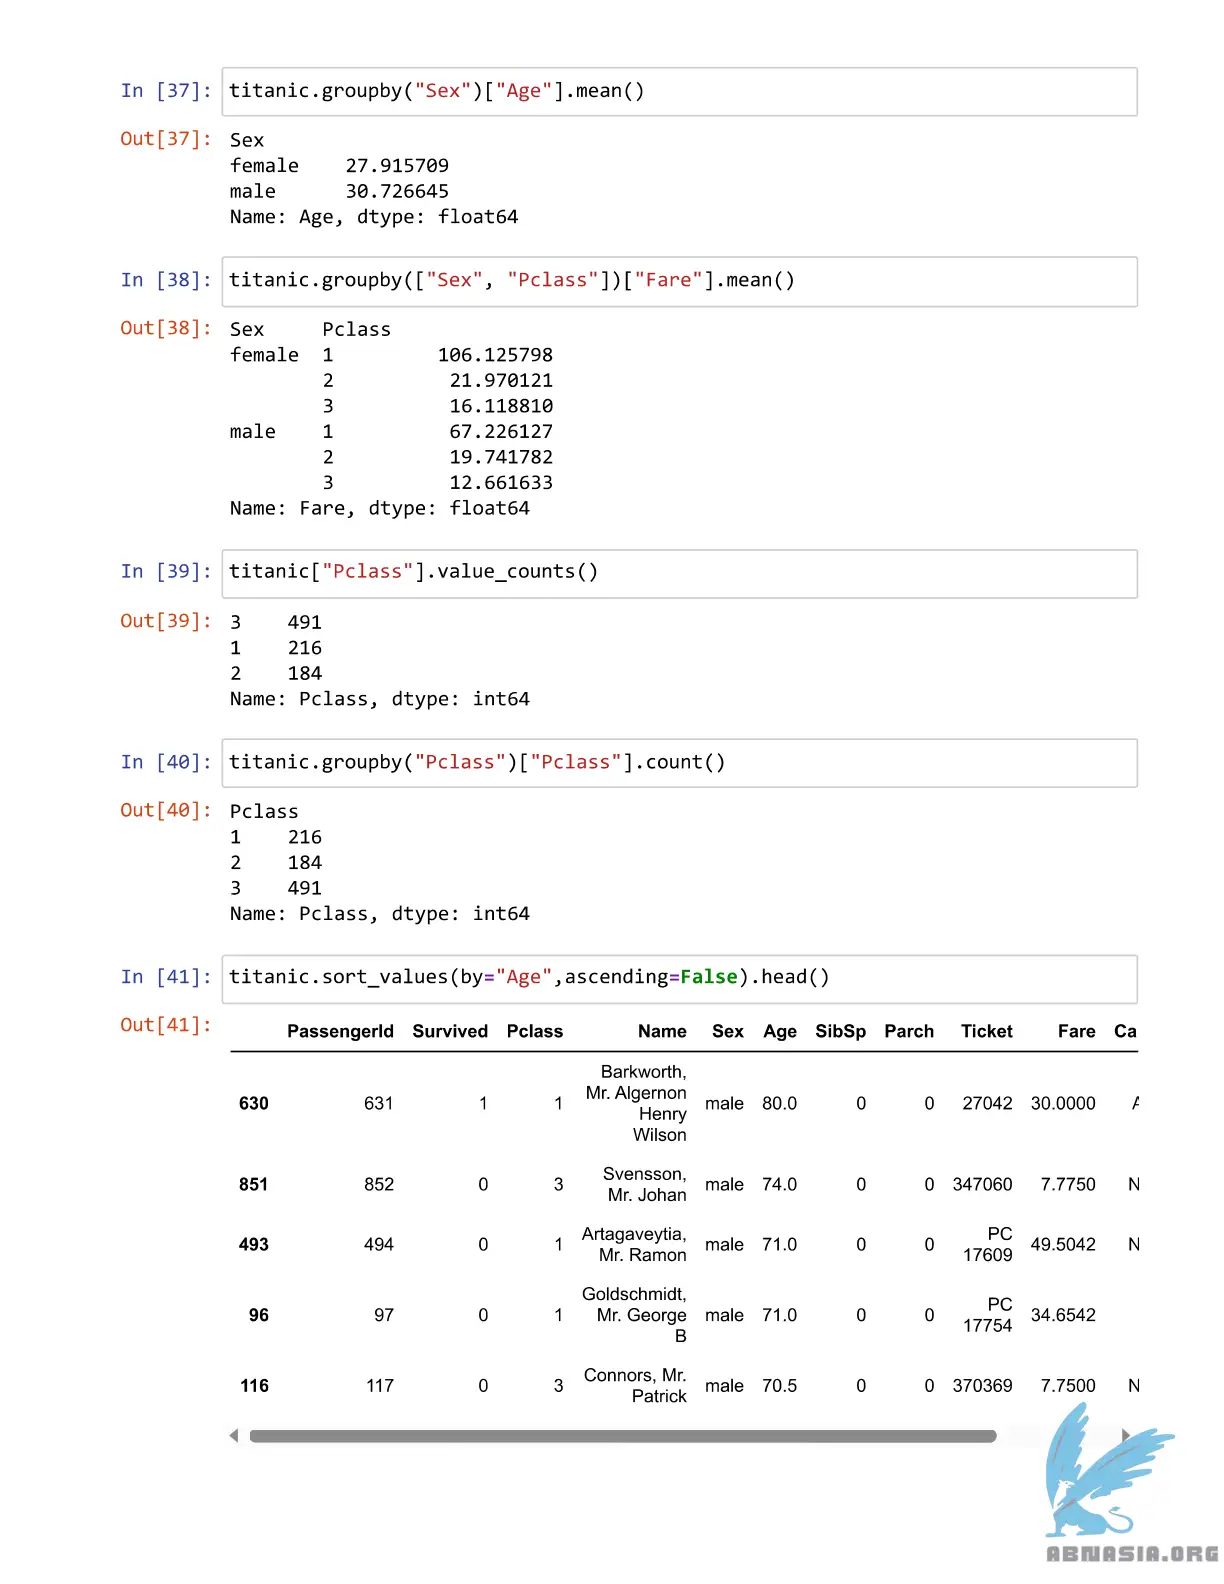 In [37]: titanic.groupby("Sex")["Age"].mean()
Out[37]: Sex
female    27.915709
male      30.726645
Name: Age, dtype: float64
In [38]: titanic.groupby(["Sex", "Pclass"])["Fare"].mean()
Out[38]: Sex     Pclass
female  1         106.125798
        2          21.970121
        3          16.118810
male    1          67.226127
        2          19.741782
        3          12.661633
Name: Fare, dtype: float64
In [39]: titanic["Pclass"].value_counts()
Out[39]: 3    491
1    216
2    184
Name: Pclass, dtype: int64
In [40]: titanic.groupby("Pclass")["Pclass"].count()
Out[40]: Pclass
1    216
2    184
3    491
Name: Pclass, dtype: int64
In [41]: titanic.sort_values(by="Age",ascending=False).head()
Out[41]:
PassengerId Survived Pclass Name Sex Age SibSp Parch Ticket Fare Ca
Barkworth,
Mr. Algernon
630 631 1 1 Henry male 80.0 0 0 27042 30.0000 A
Wilson
Svensson,
851 852 0 3 Mr. Johan male 74.0 0 0 347060 7.7750 N
Artagaveytia, PC
493 494 0 1 Mr. Ramon male 71.0 0 0 17609 49.5042 N
Goldschmidt, PC
96 97 0 1 Mr. George male 71.0 0 0 17754 34.6542
B
Connors, Mr.
116 117 0 3 Patrick male 70.5 0 0 370369 7.7500 N
ABNASIA.ORG